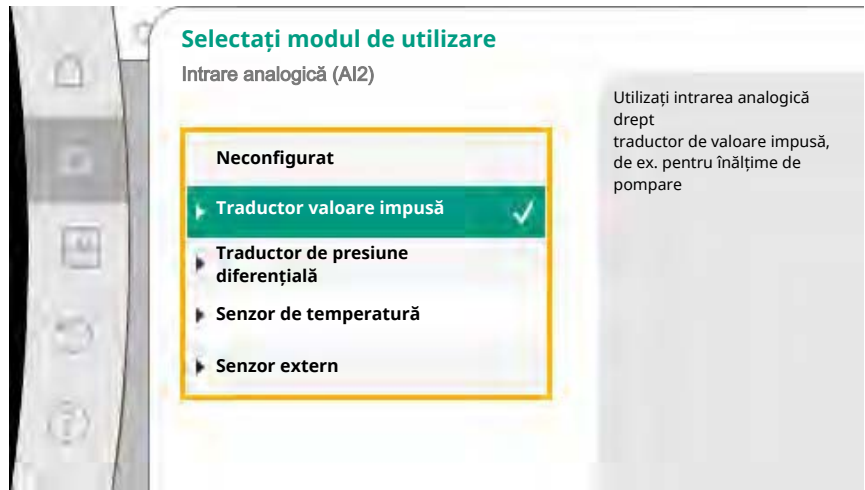 Selectați modul de utilizare
Intrare analogică (AI2)
Neconfigurat
Traductor valoare impusă
Traductor de presiune
diferențială
Senzor de temperatură
Senzor extern
Utilizați intrarea analogică
drept
traductor de valoare impusă,
de ex. pentru înălțime de
pompare